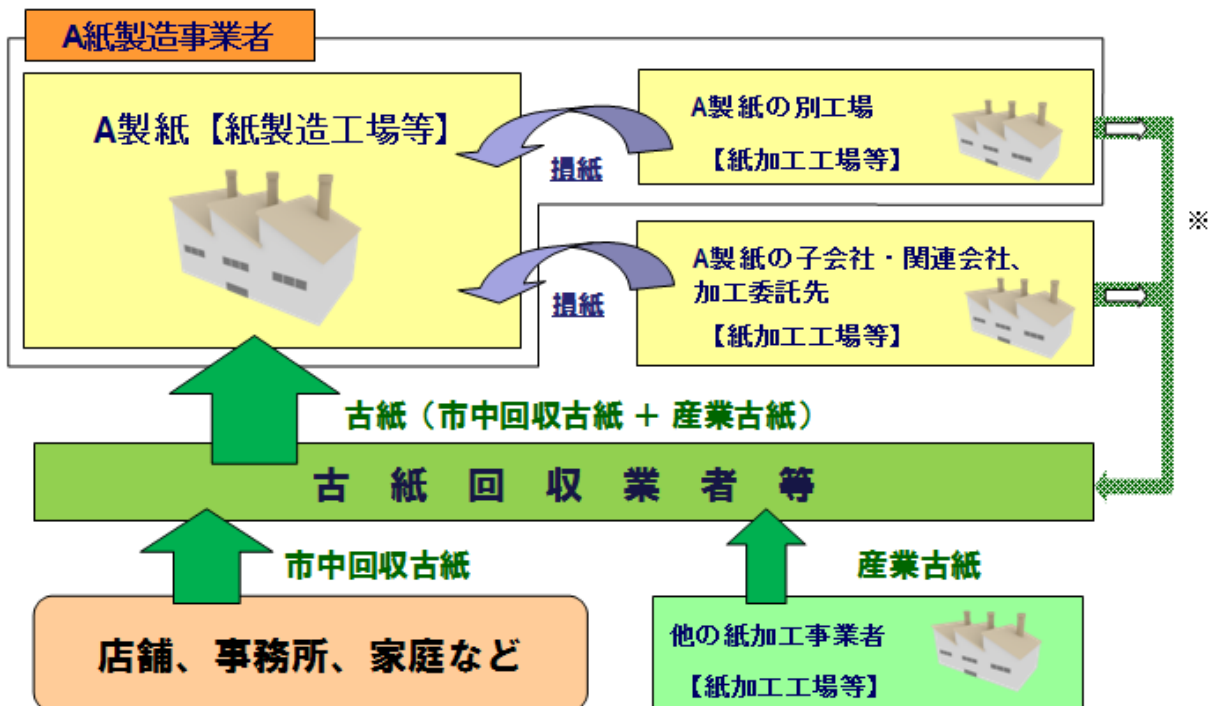 A紙製造事業者
A製紙【紙製造工場等】
損紙
A製紙の別工場
【紙加工工場等】
※
損紙
A製紙の子会社・関連会社、
加工委託先
【紙加工工場等】
古紙（市中回収古紙 + 産業古紙）
古紙回収業者等
市中回収古紙
産業古紙
店舗、事務所、家庭など
他の紙加工事業者
【紙加工工場等】